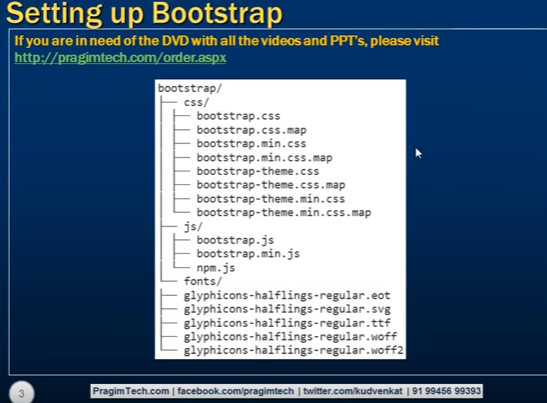 Setting up Bootstrap
If you are in need of the DVD with all the videos and PPT's, please visit
http://pragimtech.com/order.aspx
bootstrap/
├── css/
│   ├── bootstrap.css
│   ├── bootstrap.css.map
│   ├── bootstrap.min.css
│   ├── bootstrap.min.css.map
│   ├── bootstrap-theme.css
│   ├── bootstrap-theme.css.map
│   ├── bootstrap-theme.min.css
│   └── bootstrap-theme.min.css.map
├── js/
│   ├── bootstrap.js
│   ├── bootstrap.min.js
│   └── npm.js
└── fonts/
    ├── glyphicons-halflings-regular.eot
    ├── glyphicons-halflings-regular.svg
    ├── glyphicons-halflings-regular.ttf
    ├── glyphicons-halflings-regular.woff
    └── glyphicons-halflings-regular.woff2
3
PragimTech.com | facebook.com/pragimtech | twitter.com/kudvenkat | 91 99456 99393